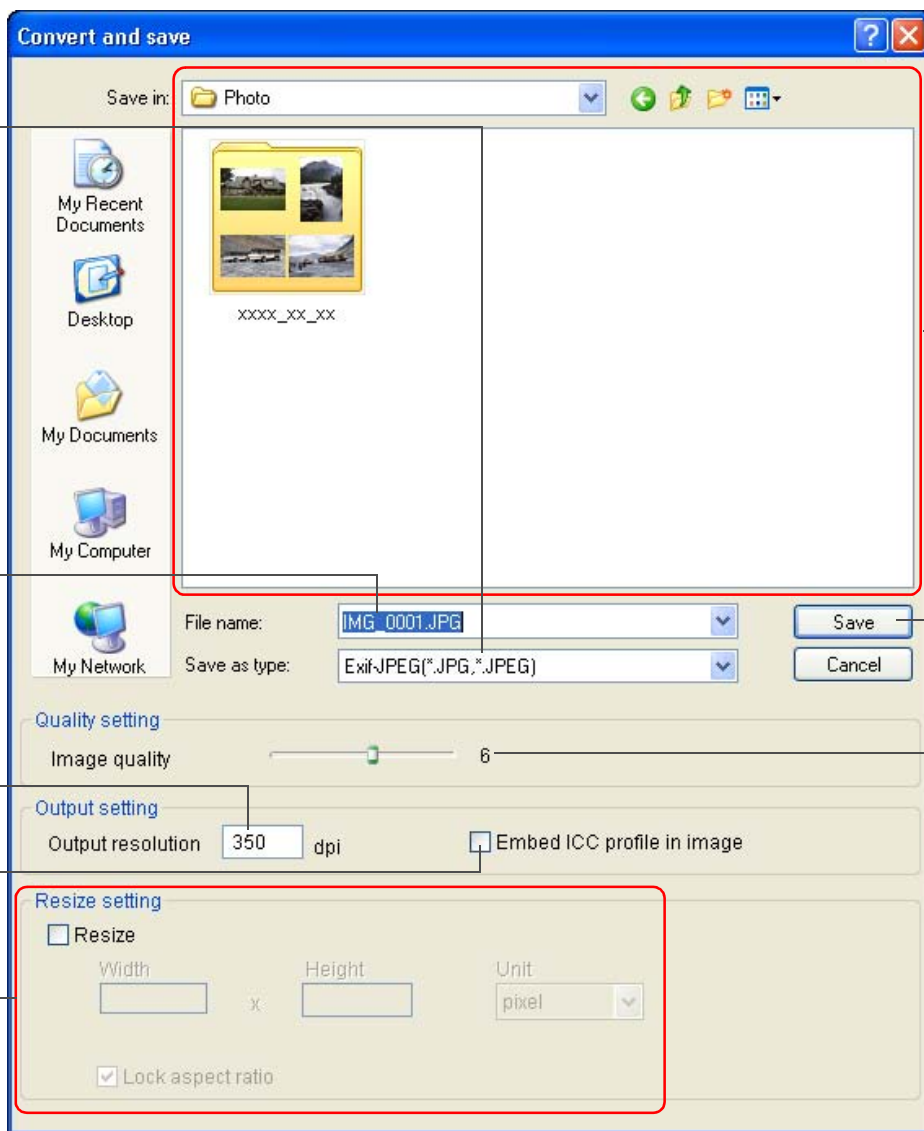 Convert and save
Save in: Photo
My Recent
Documents
Desktop
My Documents
My Computer
My Network
xxxx_xx_xx
File name: IMG_0001.JPG Save
Save as type: Exif-JPEG(*.JPG,*.JPEG) Cancel
Quality setting
Image quality 6
Output setting
Output resolution 350 dpi Embed ICC profile in image
Resize setting
Resize
Width Height Unit
x pixel
Lock aspect ratio